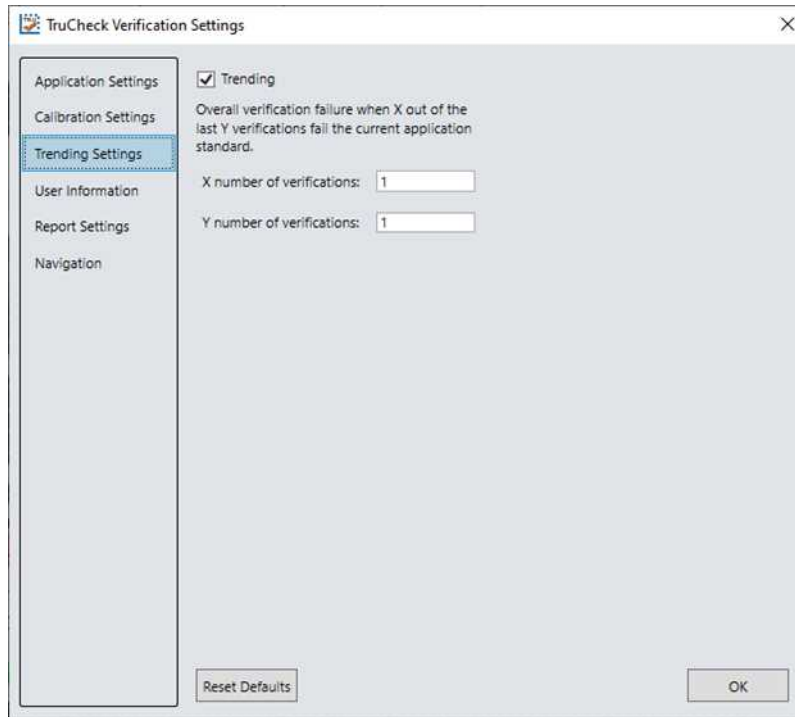 TruCheck Verification Settings
Application Settings
Calibration Settings
Trending Settings
User Information
Report Settings
Navigation
Trending
Overall verification failure when X out of the
last Y verifications fail the current application
standard.
X number of verifications: 1
Y number of verifications: 1
Reset Defaults
OK